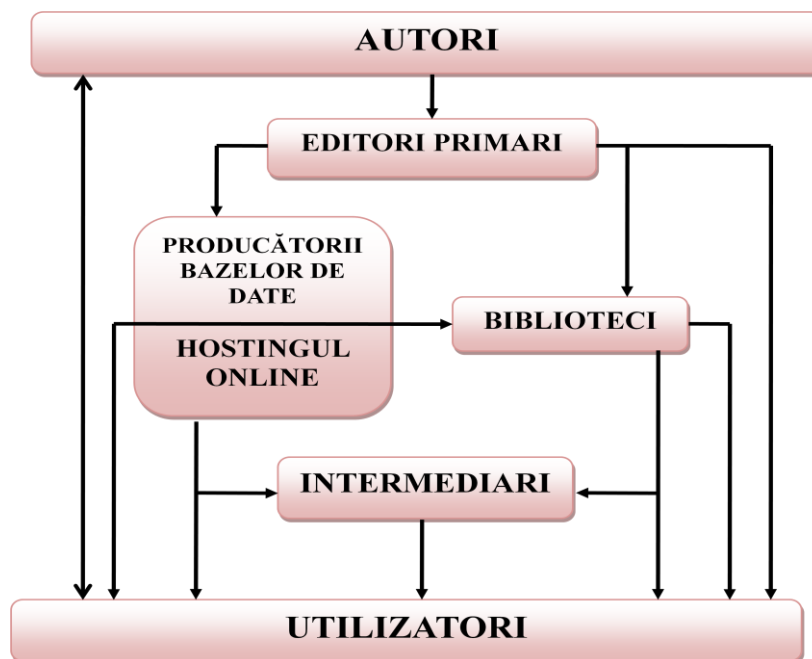 AUTORI
EDITORI PRIMARI
PRODUCĂTORII
BAZELOR DE
DATE
HOSTINGUL
ONLINE
BIBLIOTECI
INTERMEDIARI
UTILIZATORI